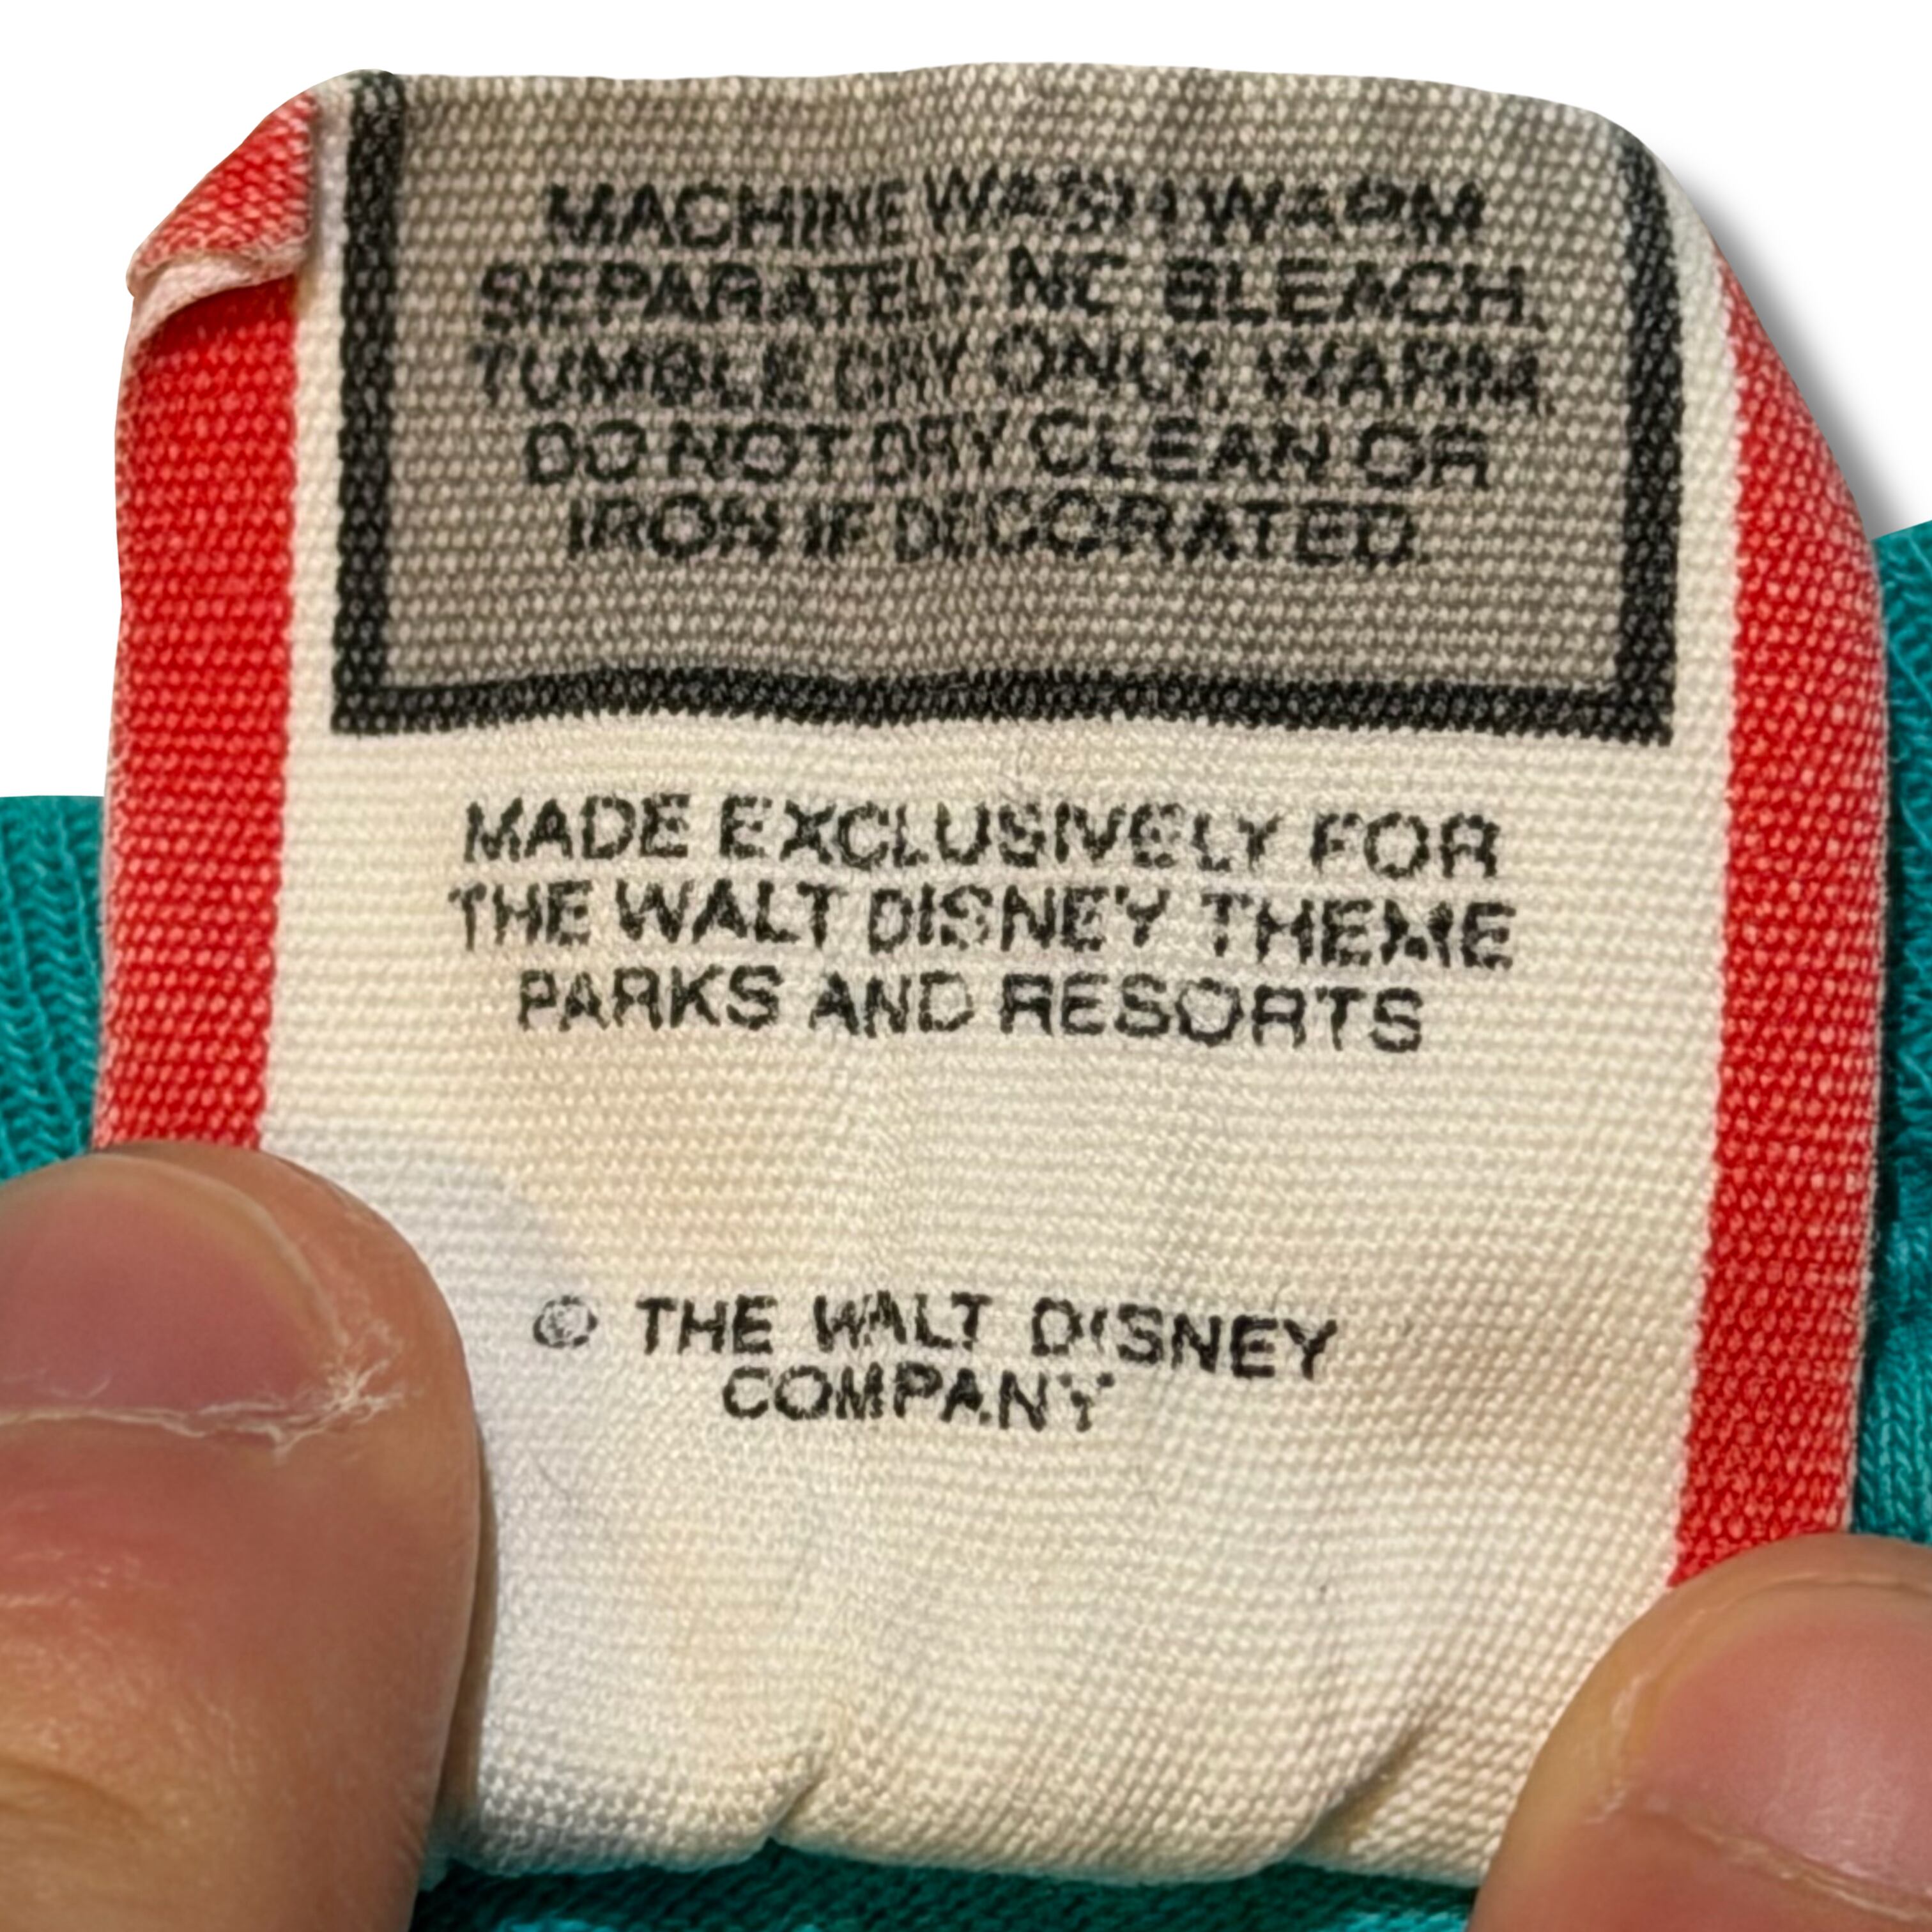 MACHINE WASH WARM
SEPARATELY. NO BLEACH.
TUMBLE DRY ONLY, WARM.
DO NOT DRY CLEAN OR
IRON IF DECORATED.
MADE EXCLUSIVELY FOR
THE WALT DISNEY THEME
PARKS AND RESORTS
© THE WALT DISNEY
COMPANY